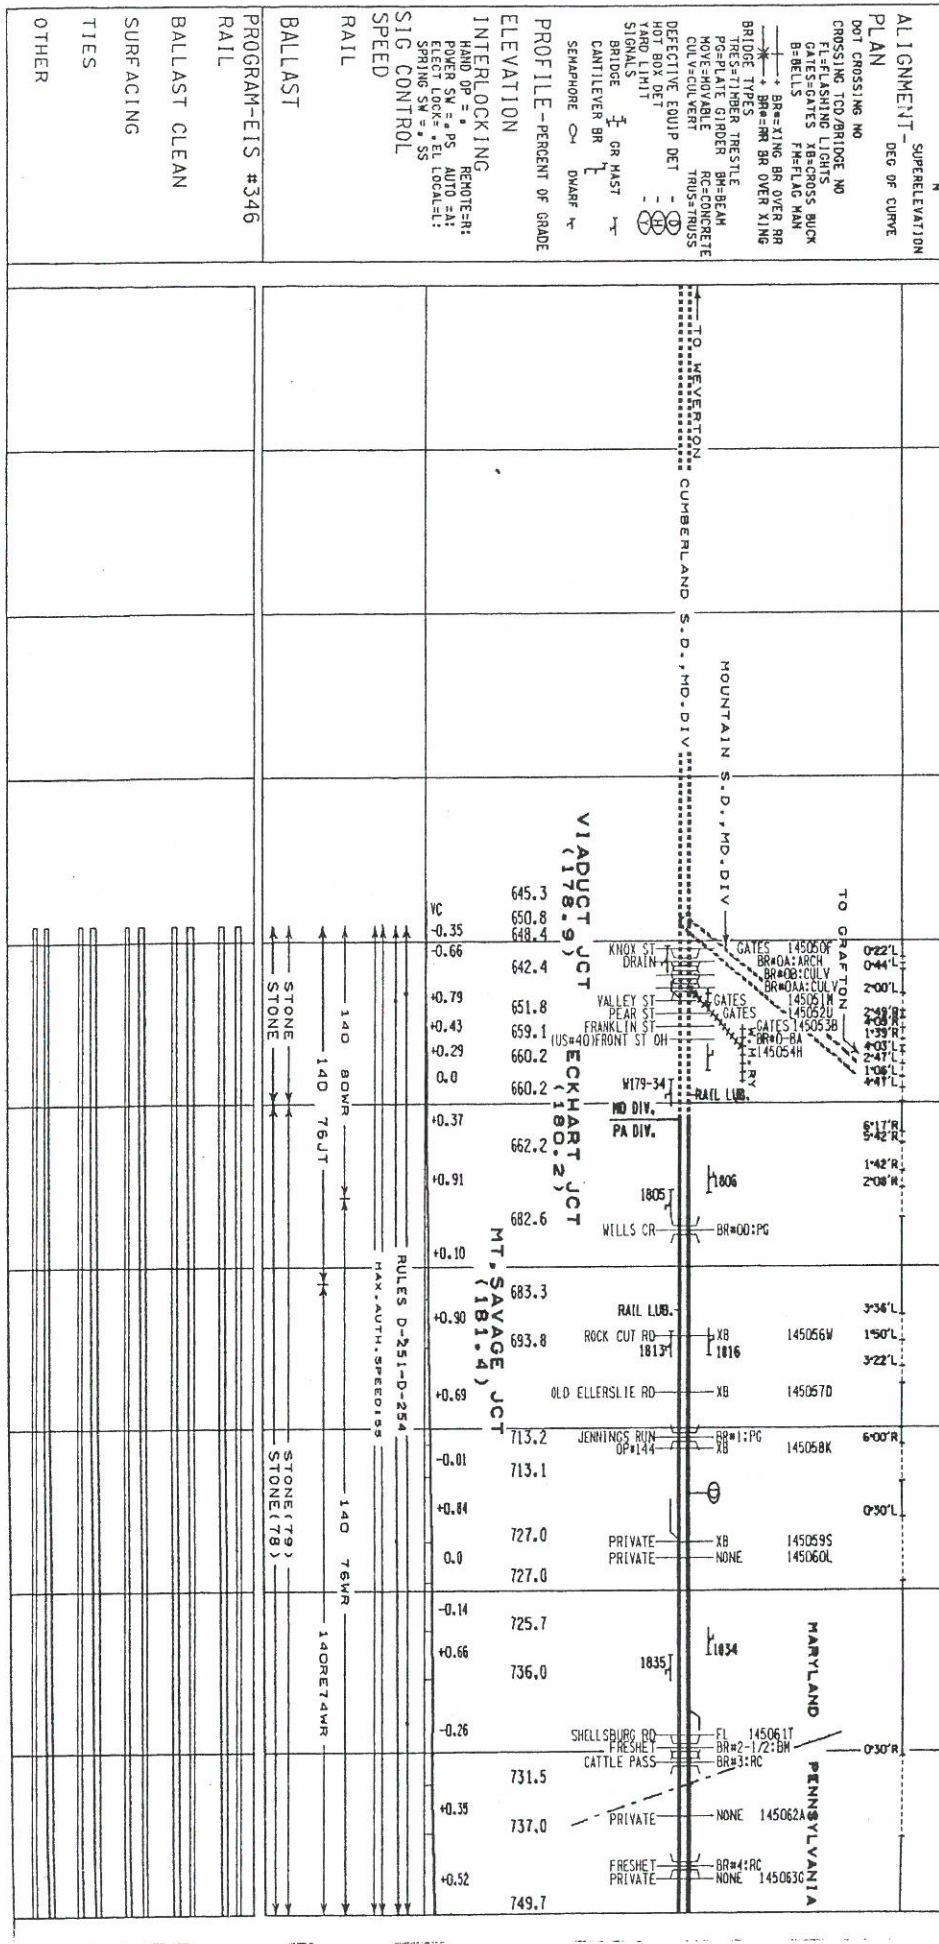 ALIGNMENT- SUPERELEVATION
DEG OF CURVE
PLAN
DOT CROSSING NO
CROSSING TCD/BRIDGE NO
FL=FLASHING LIGHTS
GATES=GATES XB=CROSS BUCK
B=BELLS FM=FLAG MAN
BR#=XING BR OVER RR
BR#=RR BR OVER XING
BRIDGE TYPES
TRES=TIMBER TRESTLE
PG=PLATE GIRDER BM=BEAM
MOVE=MOVABLE RC=CONCRETE
CULV=CULVERT TRUS=TRUSS
DEFECTIVE EQUIP DET - D
HOT BOX DET - H
YARD LIMIT - Y
SIGNALS
BRIDGE GR MAST
CANTILEVER BR
SEMAPHORE DWARF
PROFILE-PERCENT OF GRADE
ELEVATION
INTERLOCKING
HAND OP = REMOTE=R:
POWER SW = PS AUTO =A:
ELECT LOCK= EL LOCAL=L:
SPRING SW = SS
SIG CONTROL
SPEED
RAIL
BALLAST
PROGRAM-EIS #346
RAIL
BALLAST CLEAN
SURFACING
TIES
OTHER
TO WEVERTON
CUMBERLAND S.D.,MD.DIV
MOUNTAIN S.D.,MD.DIV
TO GRAFTON
W.M.RY
MARYLAND PENNSYLVANIA
0°22'L
0°44'L
2°00'L
1°39'R
4°03'L
2°47'L
1°06'L
4°41'L
6°17'R
5°42'R
1°42'R
2°08'R
3°36'L
1°50'L
3°22'L
6°00'R
0°30'L
0°30'R
KNOX ST GATES 145050F
DRAIN BR#0A:ARCH
BR#0B:CULV
BR#0AA:CULV
VALLEY ST GATES 145051M
PEAR ST GATES 145052U
FRANKLIN ST GATES 145053B
(US#40)FRONT ST OH BR#0-BA
145054H
W179-34 RAIL LUB.
MD DIV.
PA DIV.
1805 1806
WILLS CR BR#00:PG
RAIL LUB.
ROCK CUT RD XB 145056W
1813 1816
OLD ELLERSLIE RD XB 145057D
JENNINGS RUN BR#1:PG
OP#144 XB 145058K
PRIVATE XB 145059S
PRIVATE NONE 145060L
1835 1834
SHELLSBURG RD FL 145061T
FRESHET BR#2-1/2:BM
CATTLE PASS BR#3:RC
PRIVATE NONE 145062A
FRESHET BR#4:RC
PRIVATE NONE 145063G
VIADUCT JCT
(178.9)
ECKHART JCT
(180.2)
MT.SAVAGE JCT
(181.4)
645.3
650.8
648.4
642.4
651.8
659.1
660.2
660.2
662.2
682.6
683.3
693.8
713.2
713.1
727.0
727.0
725.7
736.0
731.5
737.0
749.7
VC
-0.35
-0.66
+0.79
+0.43
+0.29
0.0
+0.37
+0.91
+0.10
+0.90
+0.69
-0.01
+0.84
0.0
-0.14
+0.66
-0.26
+0.35
+0.52
RULES D-251-D-254
MAX.AUTH.SPEED:55
140 80WR
140 76WR
140 76JT
140RE74WR
STONE
STONE(79)
STONE
STONE(78)